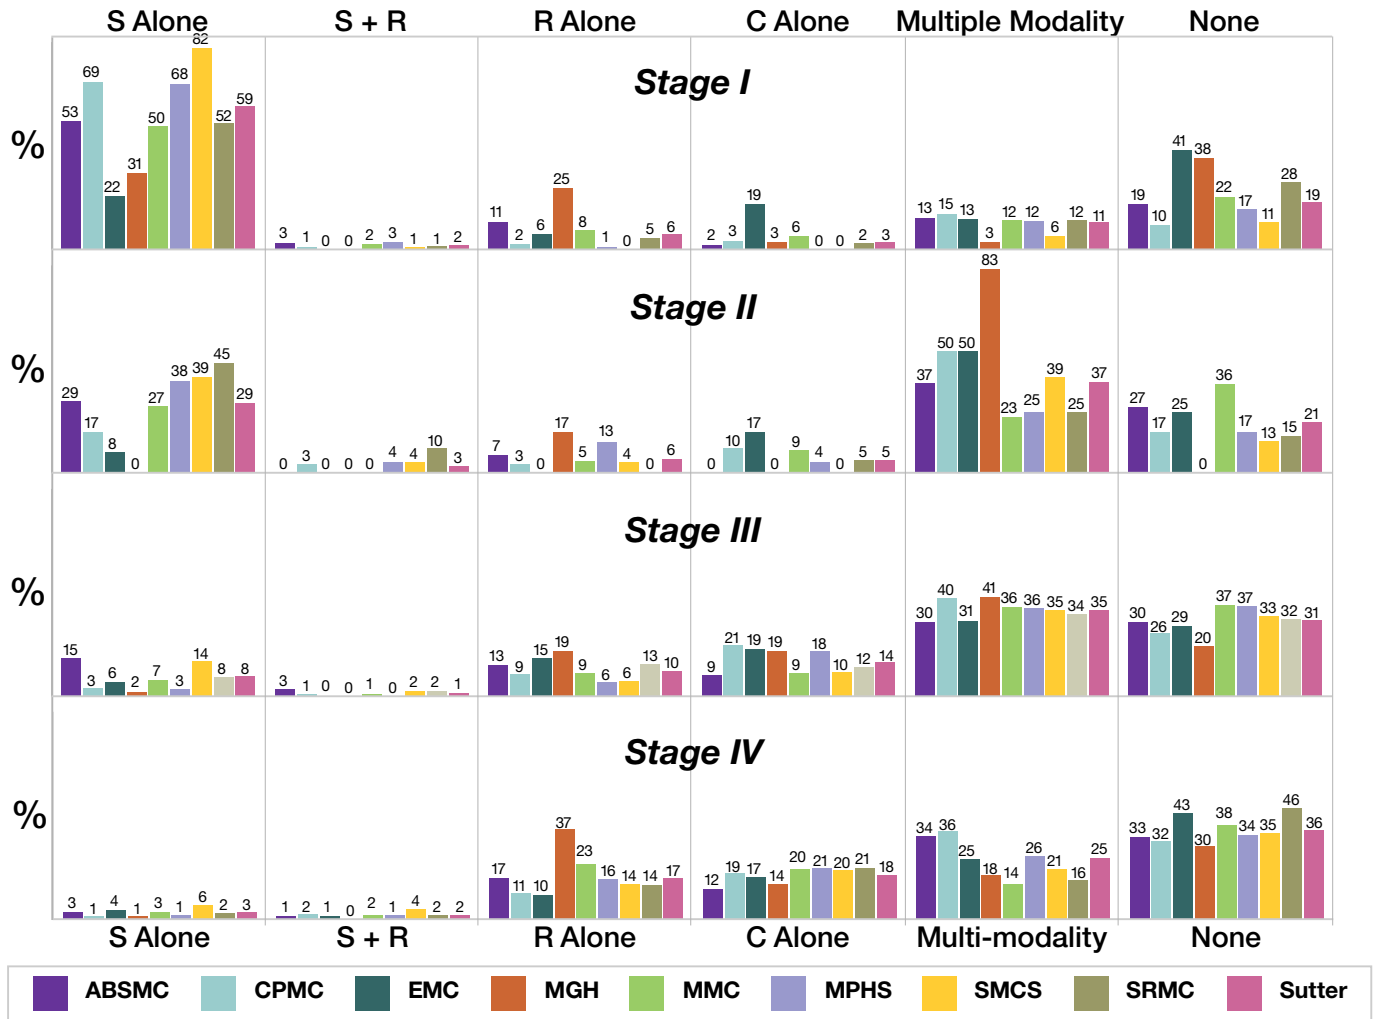 S Alone S + R R Alone C Alone Multiple Modality None
Stage I
%
53 69 22 31 50 68 82 52 59
3 1 0 0 2 3 1 1 2
11 2 6 25 8 1 0 5 6
2 3 19 3 6 0 0 2 3
13 15 13 3 12 12 6 12 11
19 10 41 38 22 17 11 28 19
Stage II
%
29 17 8 0 27 38 39 45 29
0 3 0 0 0 4 4 10 3
7 3 0 17 5 13 4 0 6
0 10 17 0 9 4 0 5 5
37 50 50 83 23 25 39 25 37
27 17 25 0 36 17 13 15 21
Stage III
%
15 3 6 2 7 3 14 8 8
3 1 0 0 1 0 2 2 1
13 9 15 19 9 6 6 13 10
9 21 19 19 9 18 10 12 14
30 40 31 41 36 36 35 34 35
30 26 29 20 37 37 33 32 31
Stage IV
%
3 1 4 1 3 1 6 2 3
1 2 1 0 2 1 4 2 2
17 11 10 37 23 16 14 14 17
12 19 17 14 20 21 20 21 18
34 36 25 18 14 26 21 16 25
33 32 43 30 38 34 35 46 36
S Alone S + R R Alone C Alone Multi-modality None
ABSMC CPMC EMC MGH MMC MPHS SMCS SRMC Sutter